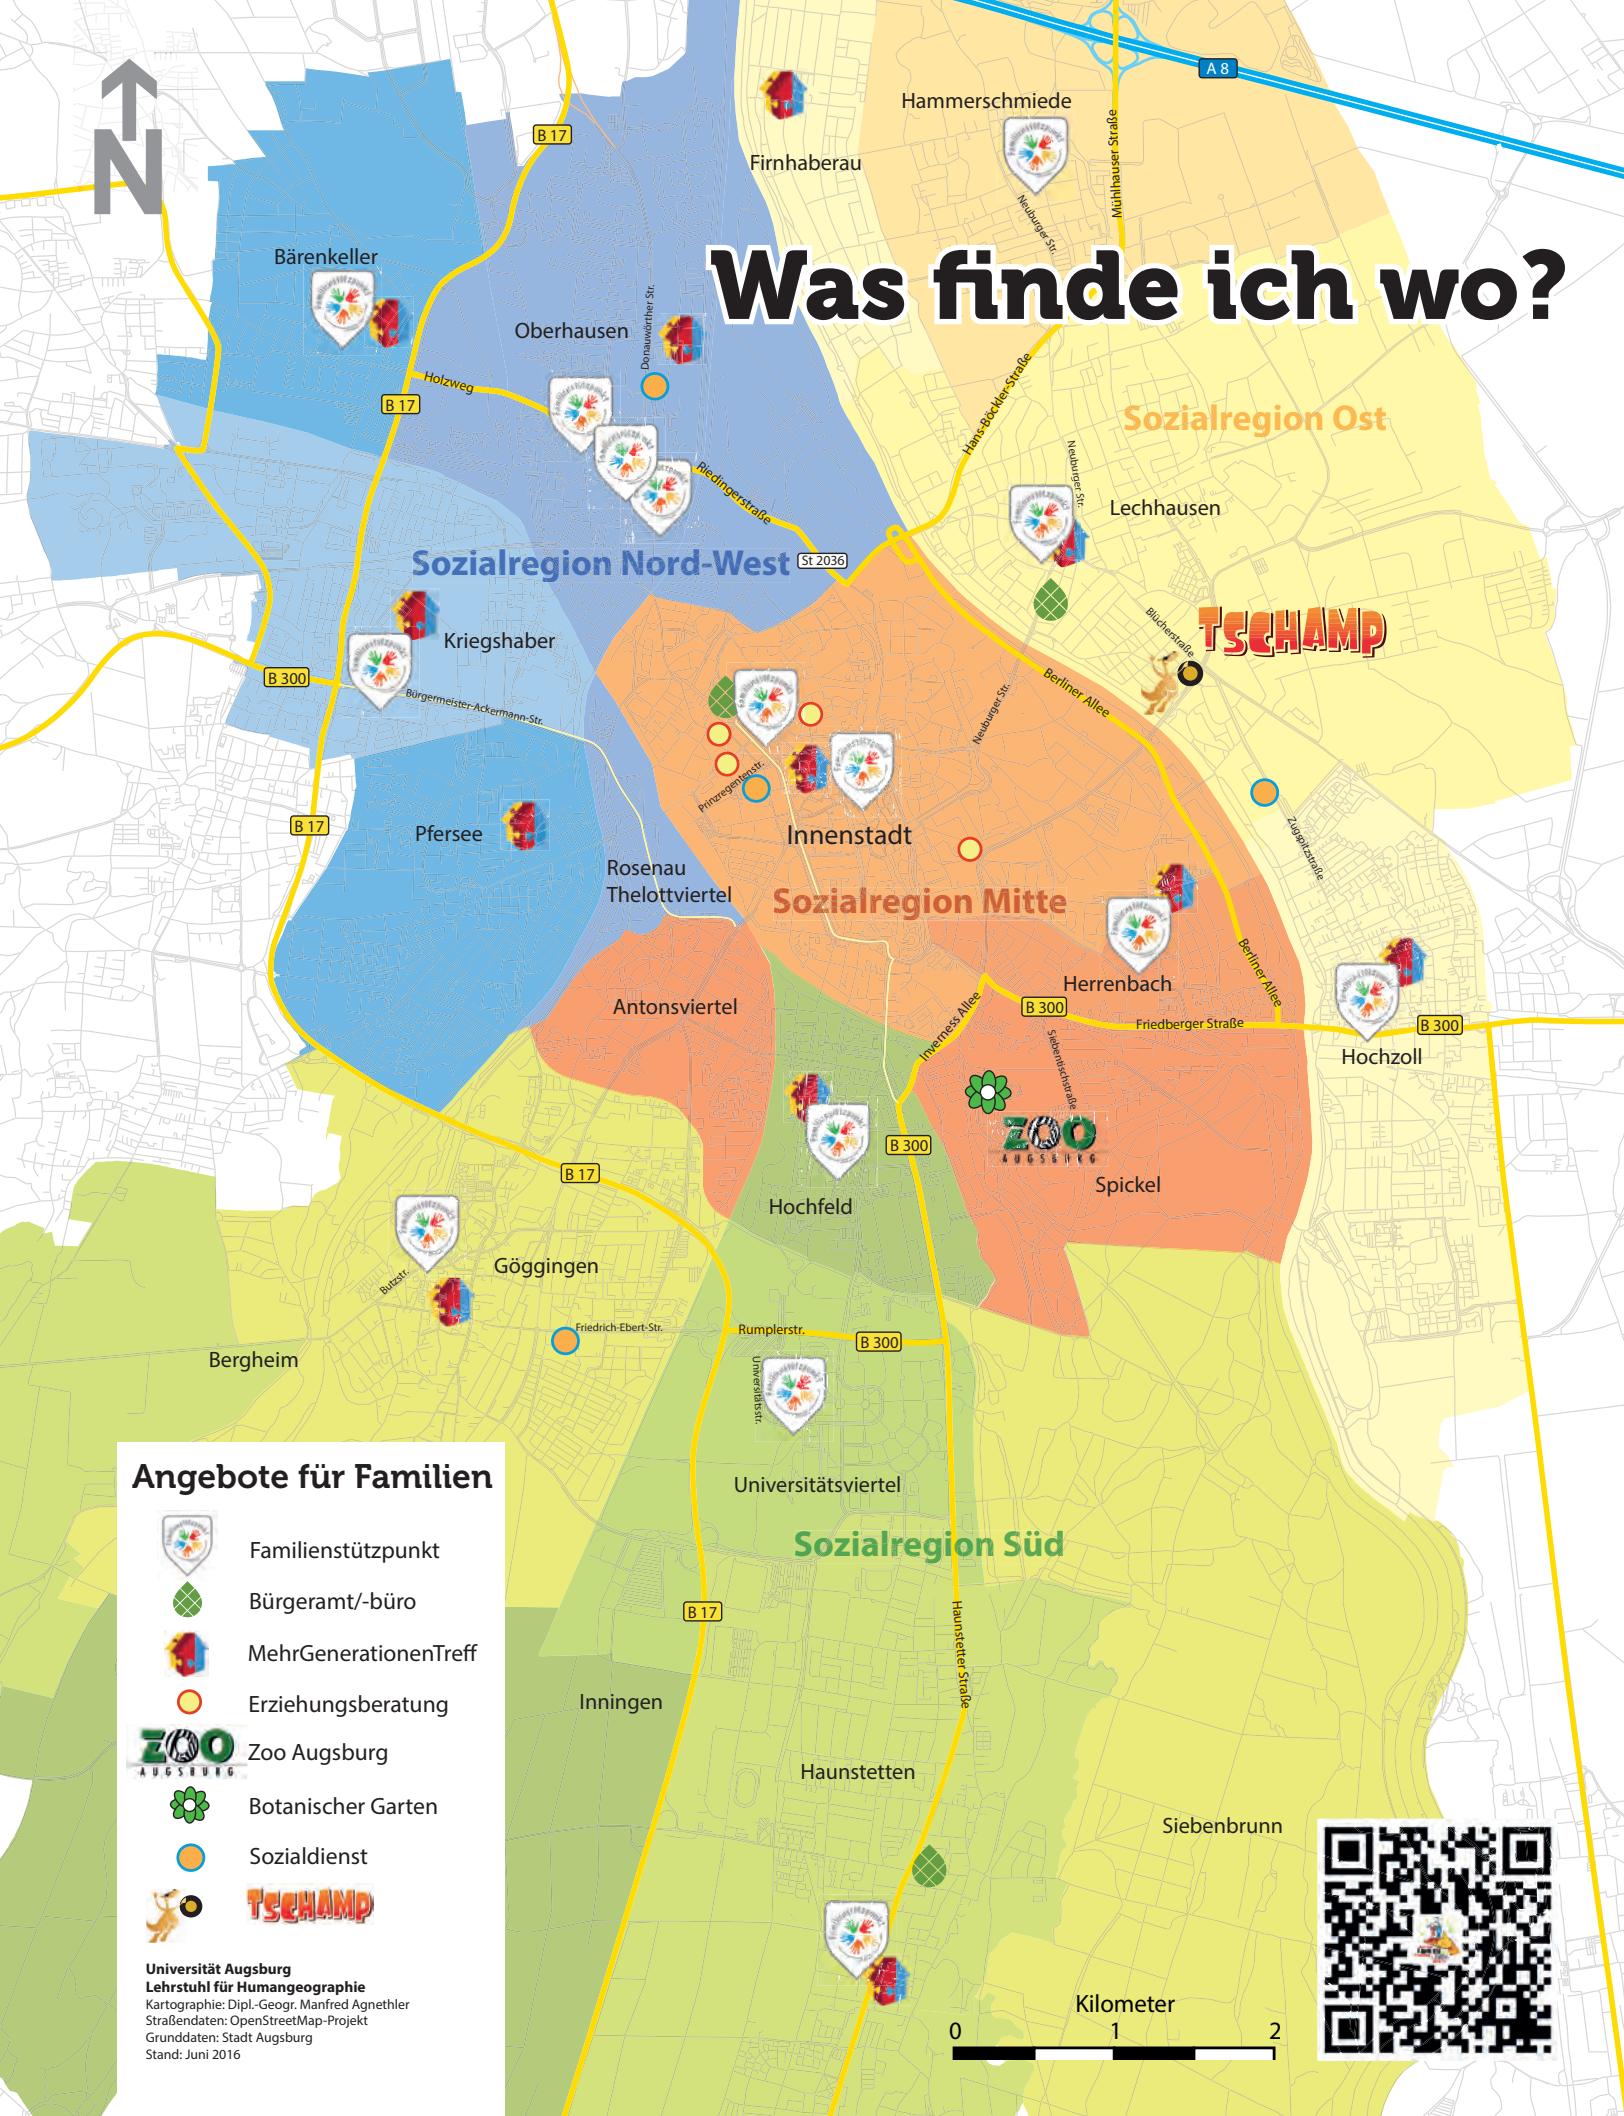 A 8
Hammerschmiede
B 17
Firnhaberau
Mühlhauser Straße
Neuburger Str.
N
Bärenkeller
Was finde ich wo?
Oberhausen
Donauwörther Str.
Holzweg
B 17
Hans-Böckler-Straße
Sozialregion Ost
Neuburger Str.
Riedingerstraße
Lechhausen
Sozialregion Nord-West
St 2036
Blücherstraße
TSCHAMP
Kriegshaber
B 300
Bürgermeister-Ackermann-Str.
Berliner Allee
Neuburger Str.
Prinzregentenstr.
B 17
Pfersee
Innenstadt
Zugspitzstraße
Rosenau
Thelottviertel
Sozialregion Mitte
Berliner Allee
Herrenbach
Antonsviertel
Inverness Allee
B 300
Friedberger Straße
B 300
Hochzoll
Siebentischstraße
ZOO
AUGSBURG
B 300
B 17
Spickel
Hochfeld
Göggingen
Butzstr.
Friedrich-Ebert-Str.
Rumplerstr.
B 300
Bergheim
Universitätsstr.
Universitätsviertel
Sozialregion Süd
B 17
Haunstetter Straße
Inningen
Haunstetten
Siebenbrunn
Angebote für Familien
Familienstützpunkt
Familienstützpunkt
Bürgeramt/-büro
MehrGenerationenTreff
Erziehungsberatung
ZOO
AUGSBURG
Zoo Augsburg
Botanischer Garten
Sozialdienst
TSCHAMP
Universität Augsburg
Lehrstuhl für Humangeographie
Kartographie: Dipl.-Geogr. Manfred Agnethler
Straßendaten: OpenStreetMap-Projekt
Grunddaten: Stadt Augsburg
Stand: Juni 2016
Kilometer
0 1 2